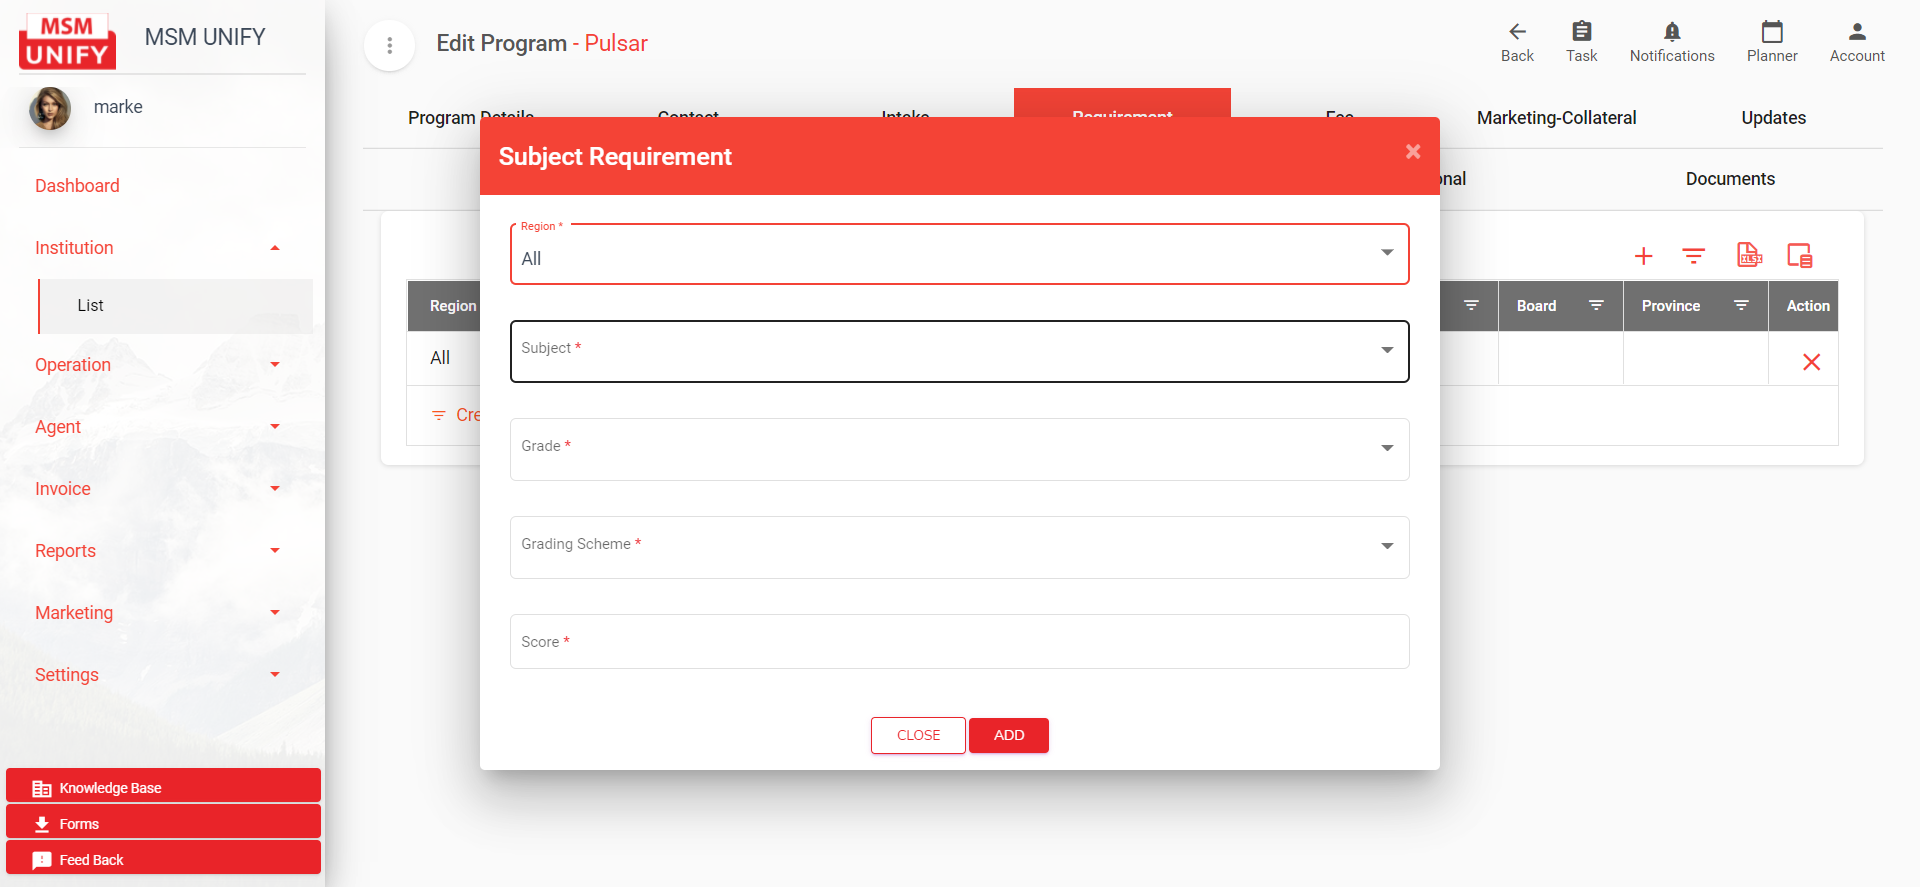 MSM
UNIFY
MSM UNIFY
marke
Dashboard
Institution
List
Operation
Agent
Invoice
Reports
Marketing
Settings
Knowledge Base
Forms
Feed Back
Edit Program - Pulsar
Back
Task
Notifications
Planner
Account
Program Details
Contact
Intake
Requirement
Fee
Marketing-Collateral
Updates
Documents
Subject Requirement
×
Region *
All
Subject *
Grade *
Grading Scheme *
Score *
CLOSE
ADD
XLSX
Region
Board
Province
Action
All